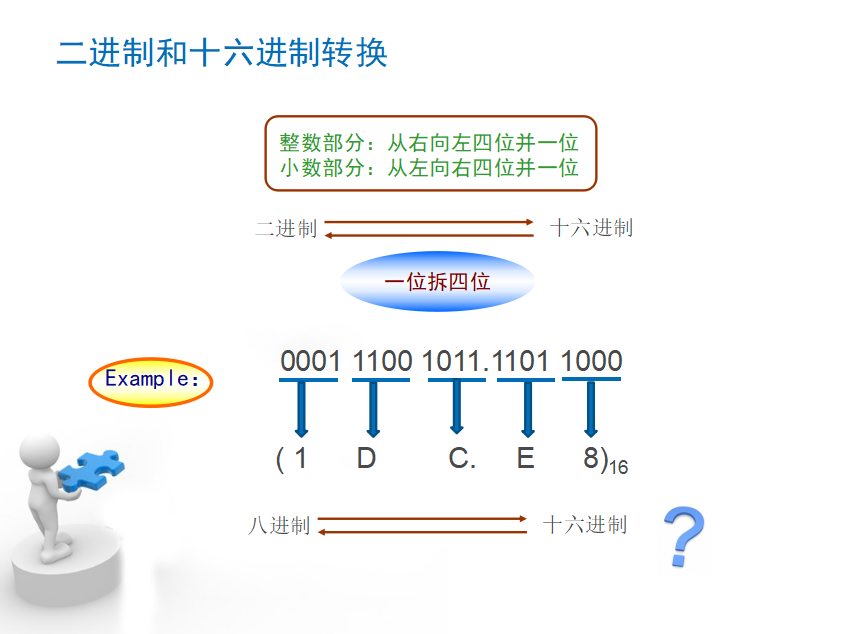 二进制和十六进制转换
整数部分：从右向左四位并一位
小数部分：从左向右四位并一位
二进制 十六进制
一位拆四位
Example:
0001 1100 1011.1101 1000
( 1 D C. E 8)16
八进制 十六进制
?